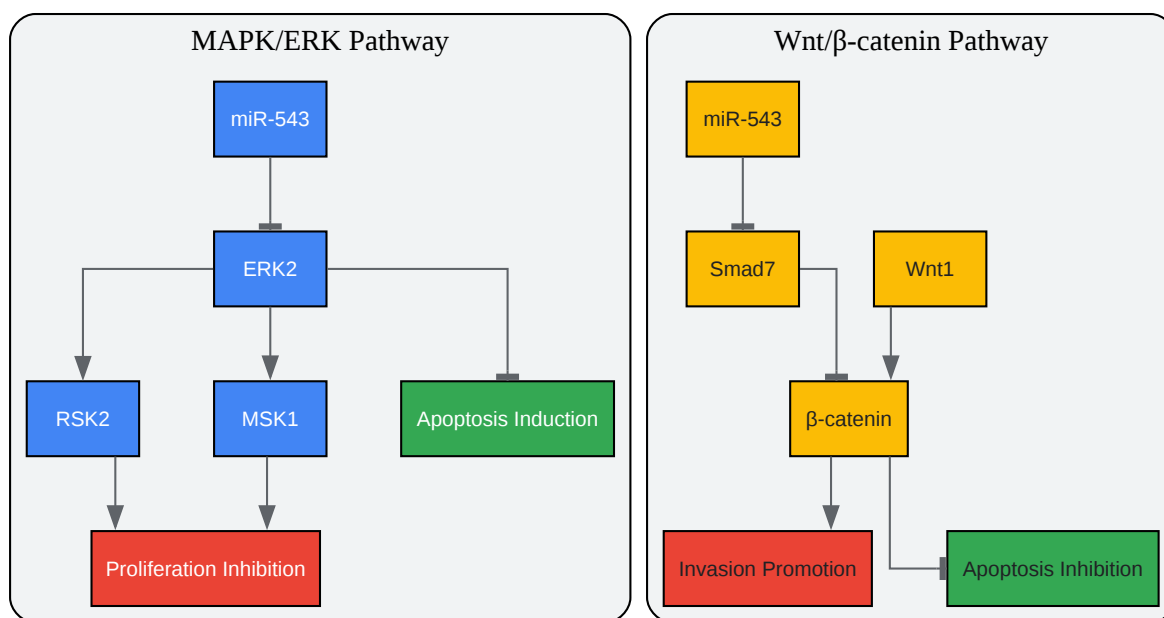 MAPK/ERK Pathway
miR-543
ERK2
RSK2
MSK1
Apoptosis Induction
Proliferation Inhibition
Wnt/β-catenin Pathway
miR-543
Smad7
Wnt1
β-catenin
Invasion Promotion
Apoptosis Inhibition